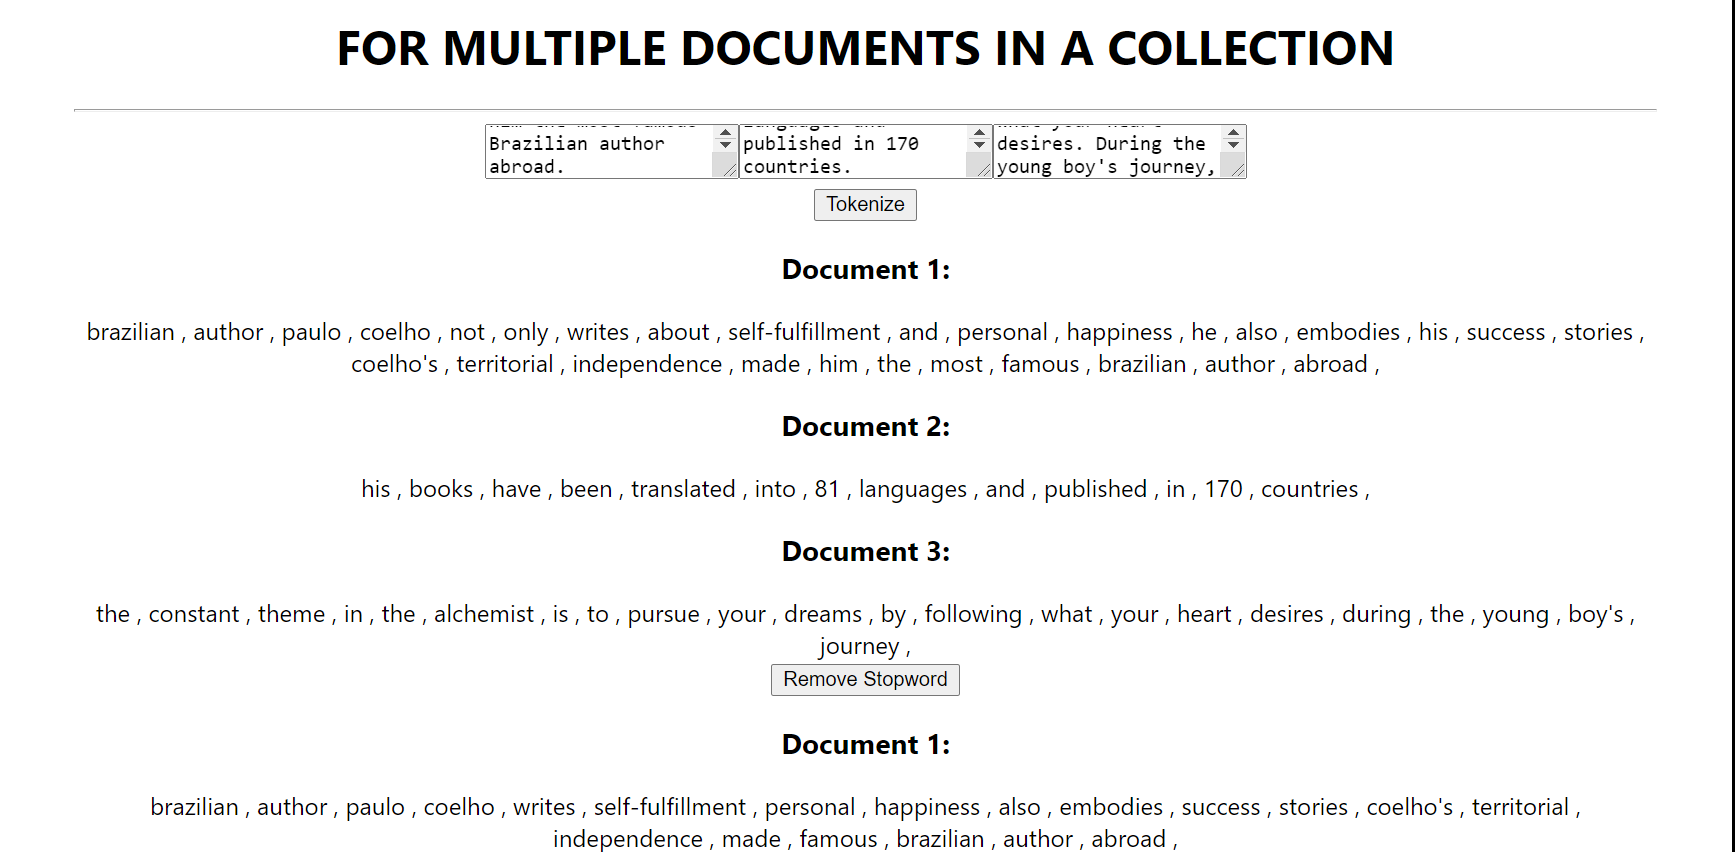 FOR MULTIPLE DOCUMENTS IN A COLLECTION
Brazilian author
abroad.
published in 170
countries.
desires. During the
young boy's journey,
Tokenize
Document 1:
brazilian , author , paulo , coelho , not , only , writes , about , self-fulfillment , and , personal , happiness , he , also , embodies , his , success , stories ,
coelho's , territorial , independence , made , him , the , most , famous , brazilian , author , abroad ,
Document 2:
his , books , have , been , translated , into , 81 , languages , and , published , in , 170 , countries ,
Document 3:
the , constant , theme , in , the , alchemist , is , to , pursue , your , dreams , by , following , what , your , heart , desires , during , the , young , boy's ,
journey ,
Remove Stopword
Document 1:
brazilian , author , paulo , coelho , writes , self-fulfillment , personal , happiness , also , embodies , success , stories , coelho's , territorial ,
independence , made , famous , brazilian , author , abroad ,